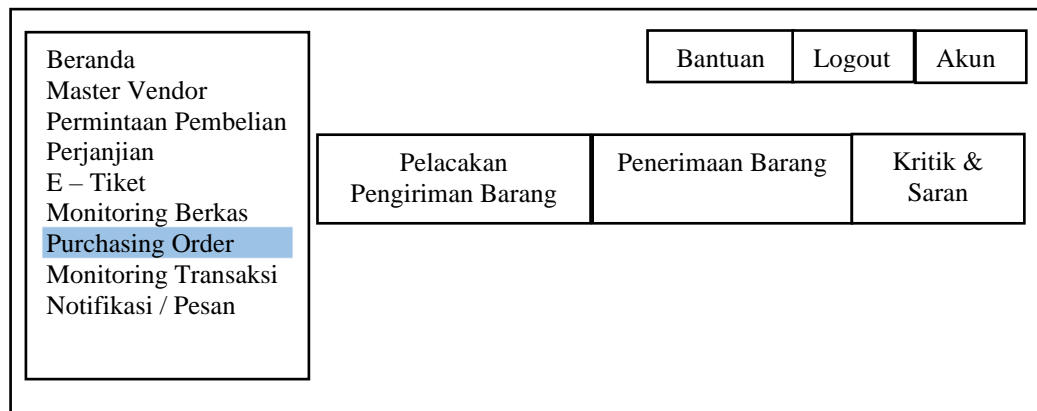 Beranda
Master Vendor
Permintaan Pembelian
Perjanjian
E – Tiket
Monitoring Berkas
Purchasing Order
Monitoring Transaksi
Notifikasi / Pesan
Bantuan
Logout
Akun
Pelacakan
Pengiriman Barang
Penerimaan Barang
Kritik &
Saran